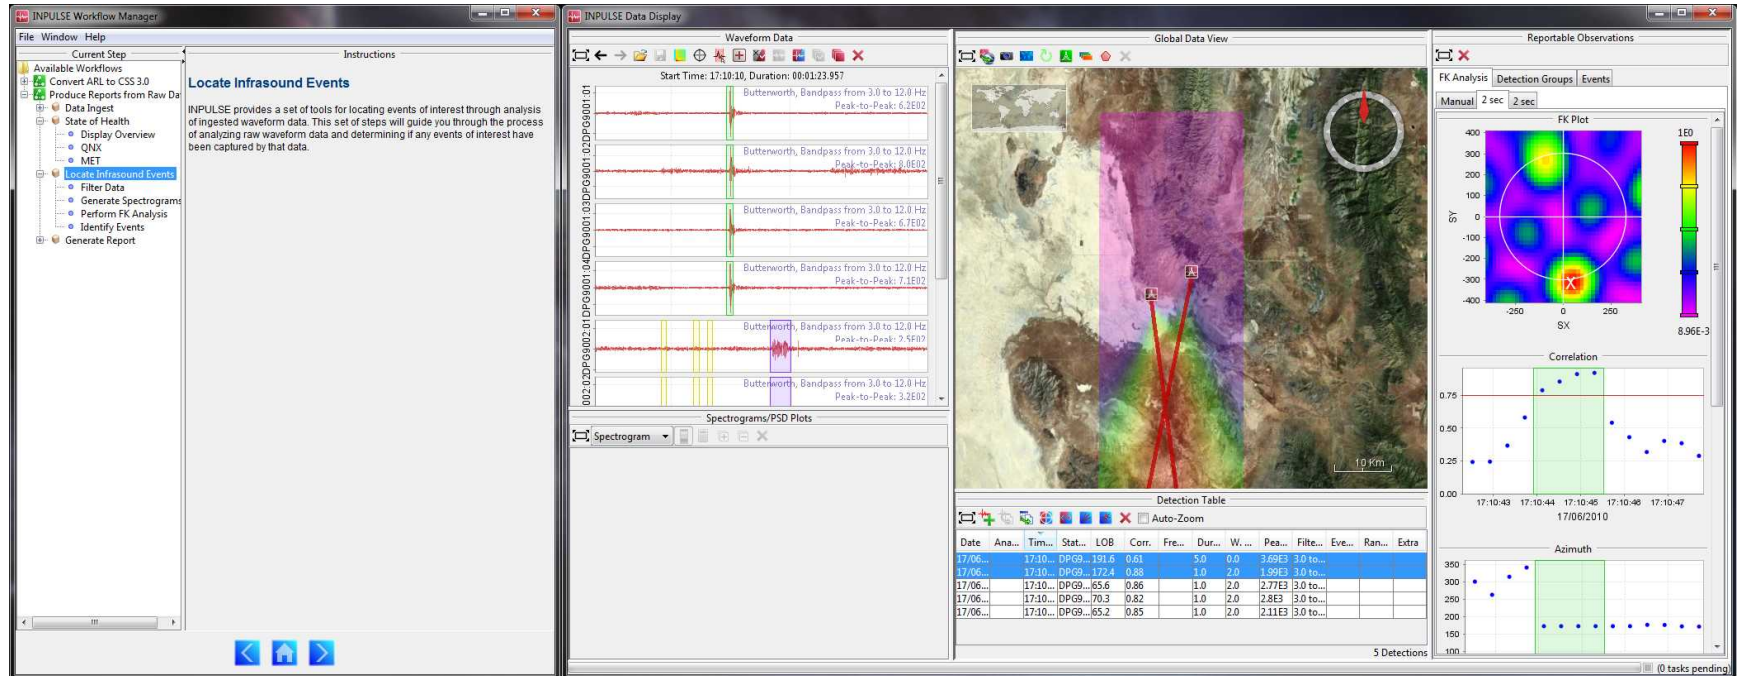 INPULSE Workflow Manager
File Window Help
Current Step
Available Workflows
Convert ARL to CSS 3.0
Produce Reports from Raw Da
Data Ingest
State of Health
Display Overview
QNX
MET
Locate Infrasound Events
Filter Data
Generate Spectrograms
Perform FK Analysis
Identify Events
Generate Report
Instructions
Locate Infrasound Events
INPULSE provides a set of tools for locating events of interest through analysis
of ingested waveform data. This set of steps will guide you through the process
of analyzing raw waveform data and determining if any events of interest have
been captured by that data.
INPULSE Data Display
Waveform Data
Start Time: 17:10:10, Duration: 00:01:23.957
DPG9001:01
Butterworth, Bandpass from 3.0 to 12.0 Hz
Peak-to-Peak: 6.2E02
DPG9001:02
Butterworth, Bandpass from 3.0 to 12.0 Hz
Peak-to-Peak: 8.0E02
DPG9001:03
Butterworth, Bandpass from 3.0 to 12.0 Hz
Peak-to-Peak: 6.7E02
DPG9001:04
Butterworth, Bandpass from 3.0 to 12.0 Hz
Peak-to-Peak: 7.1E02
DPG9002:01
Butterworth, Bandpass from 3.0 to 12.0 Hz
Peak-to-Peak: 2.5E02
002:02
Butterworth, Bandpass from 3.0 to 12.0 Hz
Peak-to-Peak: 3.2E02
Spectrograms/PSD Plots
Spectrogram
Global Data View
10 Km
Detection Table
Auto-Zoom
Date Ana... Tim... Stat... LOB Corr. Fre... Dur... W. ... Pea... Filte... Eve... Ran... Extra
17/06... 17:10... DPG9... 191.6 0.61 5.0 0.0 3.69E3 3.0 to...
17/06... 17:10... DPG9... 172.4 0.88 1.0 2.0 1.99E3 3.0 to...
17/06... 17:10... DPG9... 65.6 0.86 1.0 2.0 2.77E3 3.0 to...
17/06... 17:10... DPG9... 70.3 0.82 1.0 2.0 2.8E3 3.0 to...
17/06... 17:10... DPG9... 65.2 0.85 1.0 2.0 2.11E3 3.0 to...
5 Detections
Reportable Observations
FK Analysis Detection Groups Events
Manual 2 sec 2 sec
FK Plot
400
300
200
100
0
-100
-200
-300
-400
SY
-250 0 250
SX
X
1E0
8.96E-3
Correlation
0.75
0.50
0.25
0.00
17:10:43 17:10:44 17:10:45 17:10:46 17:10:47
17/06/2010
Azimuth
350
300
250
200
150
100
(0 tasks pending)